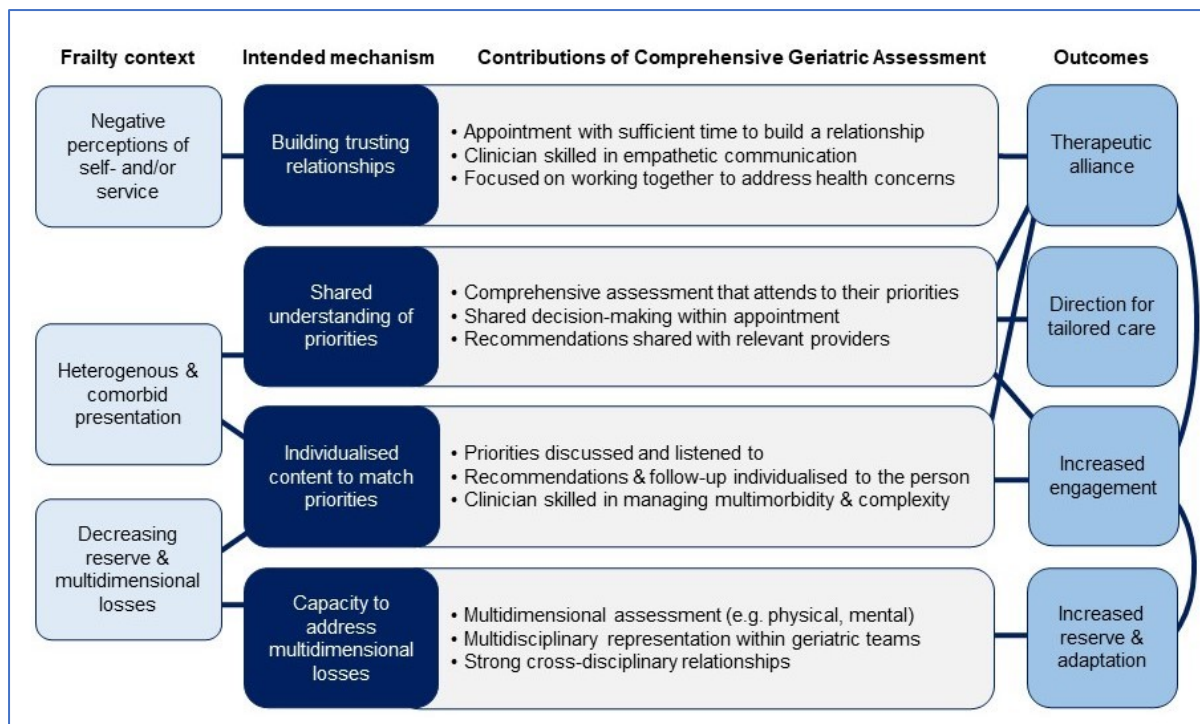 Frailty context
Intended mechanism
Contributions of Comprehensive Geriatric Assessment
Outcomes
Negative
perceptions of
self- and/or
service
Building trusting
relationships
• Appointment with sufficient time to build a relationship
• Clinician skilled in empathetic communication
• Focused on working together to address health concerns
Therapeutic
alliance
Shared
understanding of
priorities
• Comprehensive assessment that attends to their priorities
• Shared decision-making within appointment
• Recommendations shared with relevant providers
Direction for
tailored care
Heterogenous &
comorbid
presentation
Individualised
content to match
priorities
• Priorities discussed and listened to
• Recommendations & follow-up individualised to the person
• Clinician skilled in managing multimorbidity & complexity
Increased
engagement
Decreasing
reserve &
multidimensional
losses
Capacity to
address
multidimensional
losses
• Multidimensional assessment (e.g. physical, mental)
• Multidisciplinary representation within geriatric teams
• Strong cross-disciplinary relationships
Increased
reserve &
adaptation